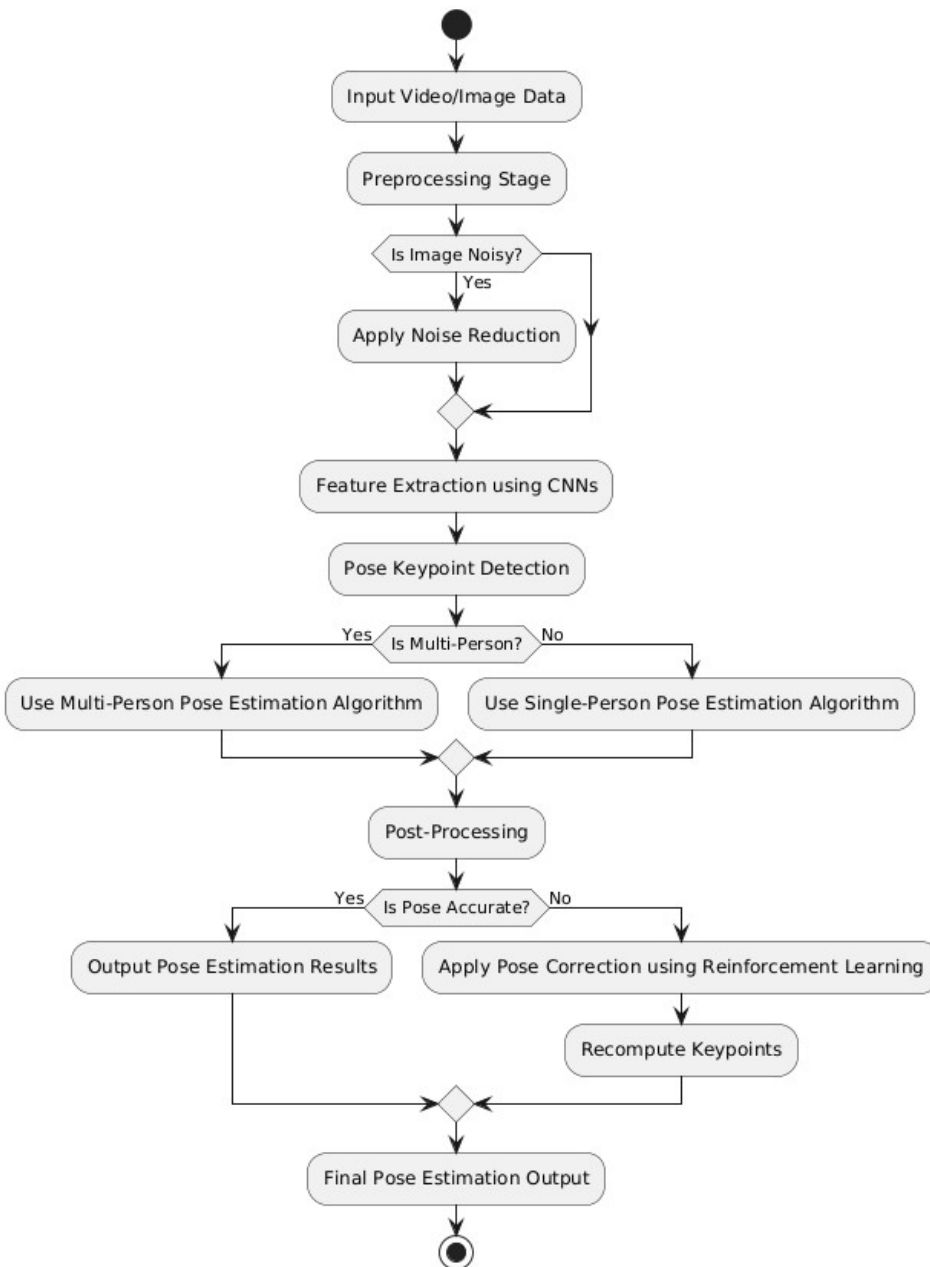 Input Video/Image Data
Preprocessing Stage
Is Image Noisy?
Yes
Apply Noise Reduction
Feature Extraction using CNNs
Pose Keypoint Detection
Yes
Is Multi-Person?
No
Use Multi-Person Pose Estimation Algorithm
Use Single-Person Pose Estimation Algorithm
Post-Processing
Yes
Is Pose Accurate?
No
Output Pose Estimation Results
Apply Pose Correction using Reinforcement Learning
Recompute Keypoints
Final Pose Estimation Output